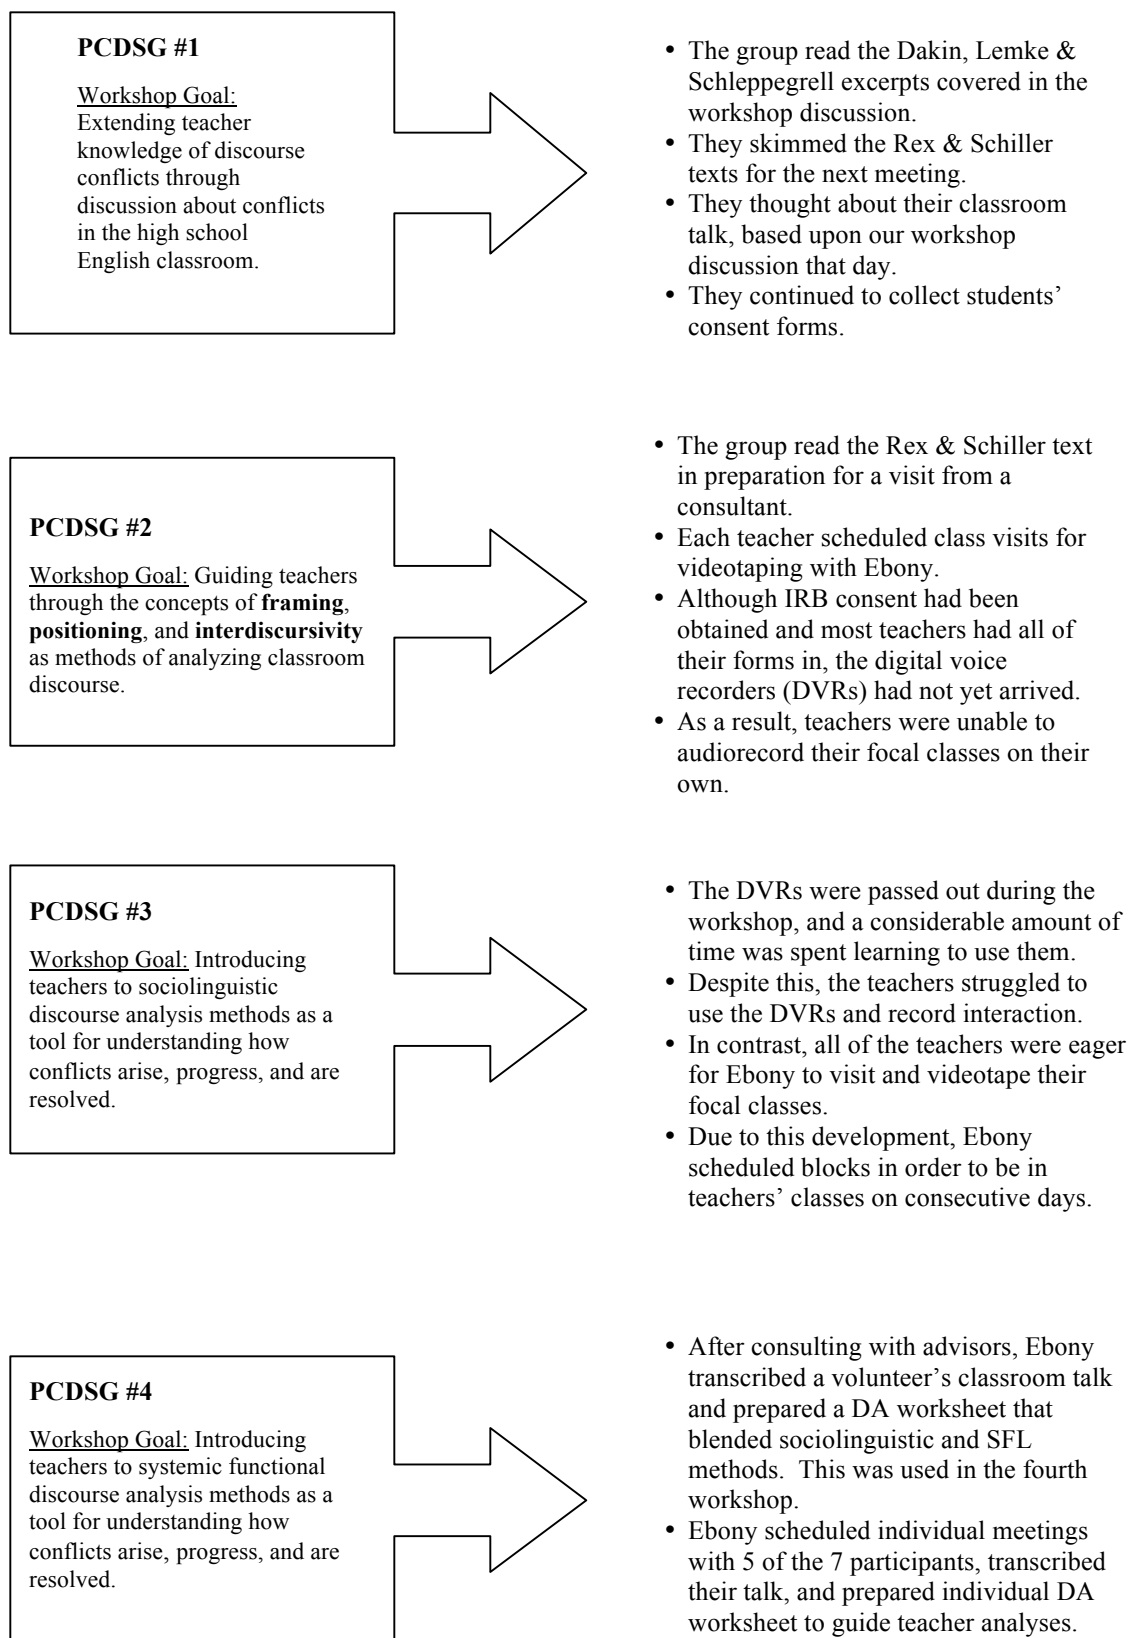 PCDSG #1
Workshop Goal:
Extending teacher
knowledge of discourse
conflicts through
discussion about conflicts
in the high school
English classroom.
• The group read the Dakin, Lemke &
Schleppegrell excerpts covered in the
workshop discussion.
• They skimmed the Rex & Schiller
texts for the next meeting.
• They thought about their classroom
talk, based upon our workshop
discussion that day.
• They continued to collect students’
consent forms.
PCDSG #2
Workshop Goal: Guiding teachers
through the concepts of framing,
positioning, and interdiscursivity
as methods of analyzing classroom
discourse.
• The group read the Rex & Schiller text
in preparation for a visit from a
consultant.
• Each teacher scheduled class visits for
videotaping with Ebony.
• Although IRB consent had been
obtained and most teachers had all of
their forms in, the digital voice
recorders (DVRs) had not yet arrived.
• As a result, teachers were unable to
audiorecord their focal classes on their
own.
PCDSG #3
Workshop Goal: Introducing
teachers to sociolinguistic
discourse analysis methods as a
tool for understanding how
conflicts arise, progress, and are
resolved.
• The DVRs were passed out during the
workshop, and a considerable amount of
time was spent learning to use them.
• Despite this, the teachers struggled to
use the DVRs and record interaction.
• In contrast, all of the teachers were eager
for Ebony to visit and videotape their
focal classes.
• Due to this development, Ebony
scheduled blocks in order to be in
teachers’ classes on consecutive days.
PCDSG #4
Workshop Goal: Introducing
teachers to systemic functional
discourse analysis methods as a
tool for understanding how
conflicts arise, progress, and are
resolved.
• After consulting with advisors, Ebony
transcribed a volunteer’s classroom talk
and prepared a DA worksheet that
blended sociolinguistic and SFL
methods.  This was used in the fourth
workshop.
• Ebony scheduled individual meetings
with 5 of the 7 participants, transcribed
their talk, and prepared individual DA
worksheet to guide teacher analyses.